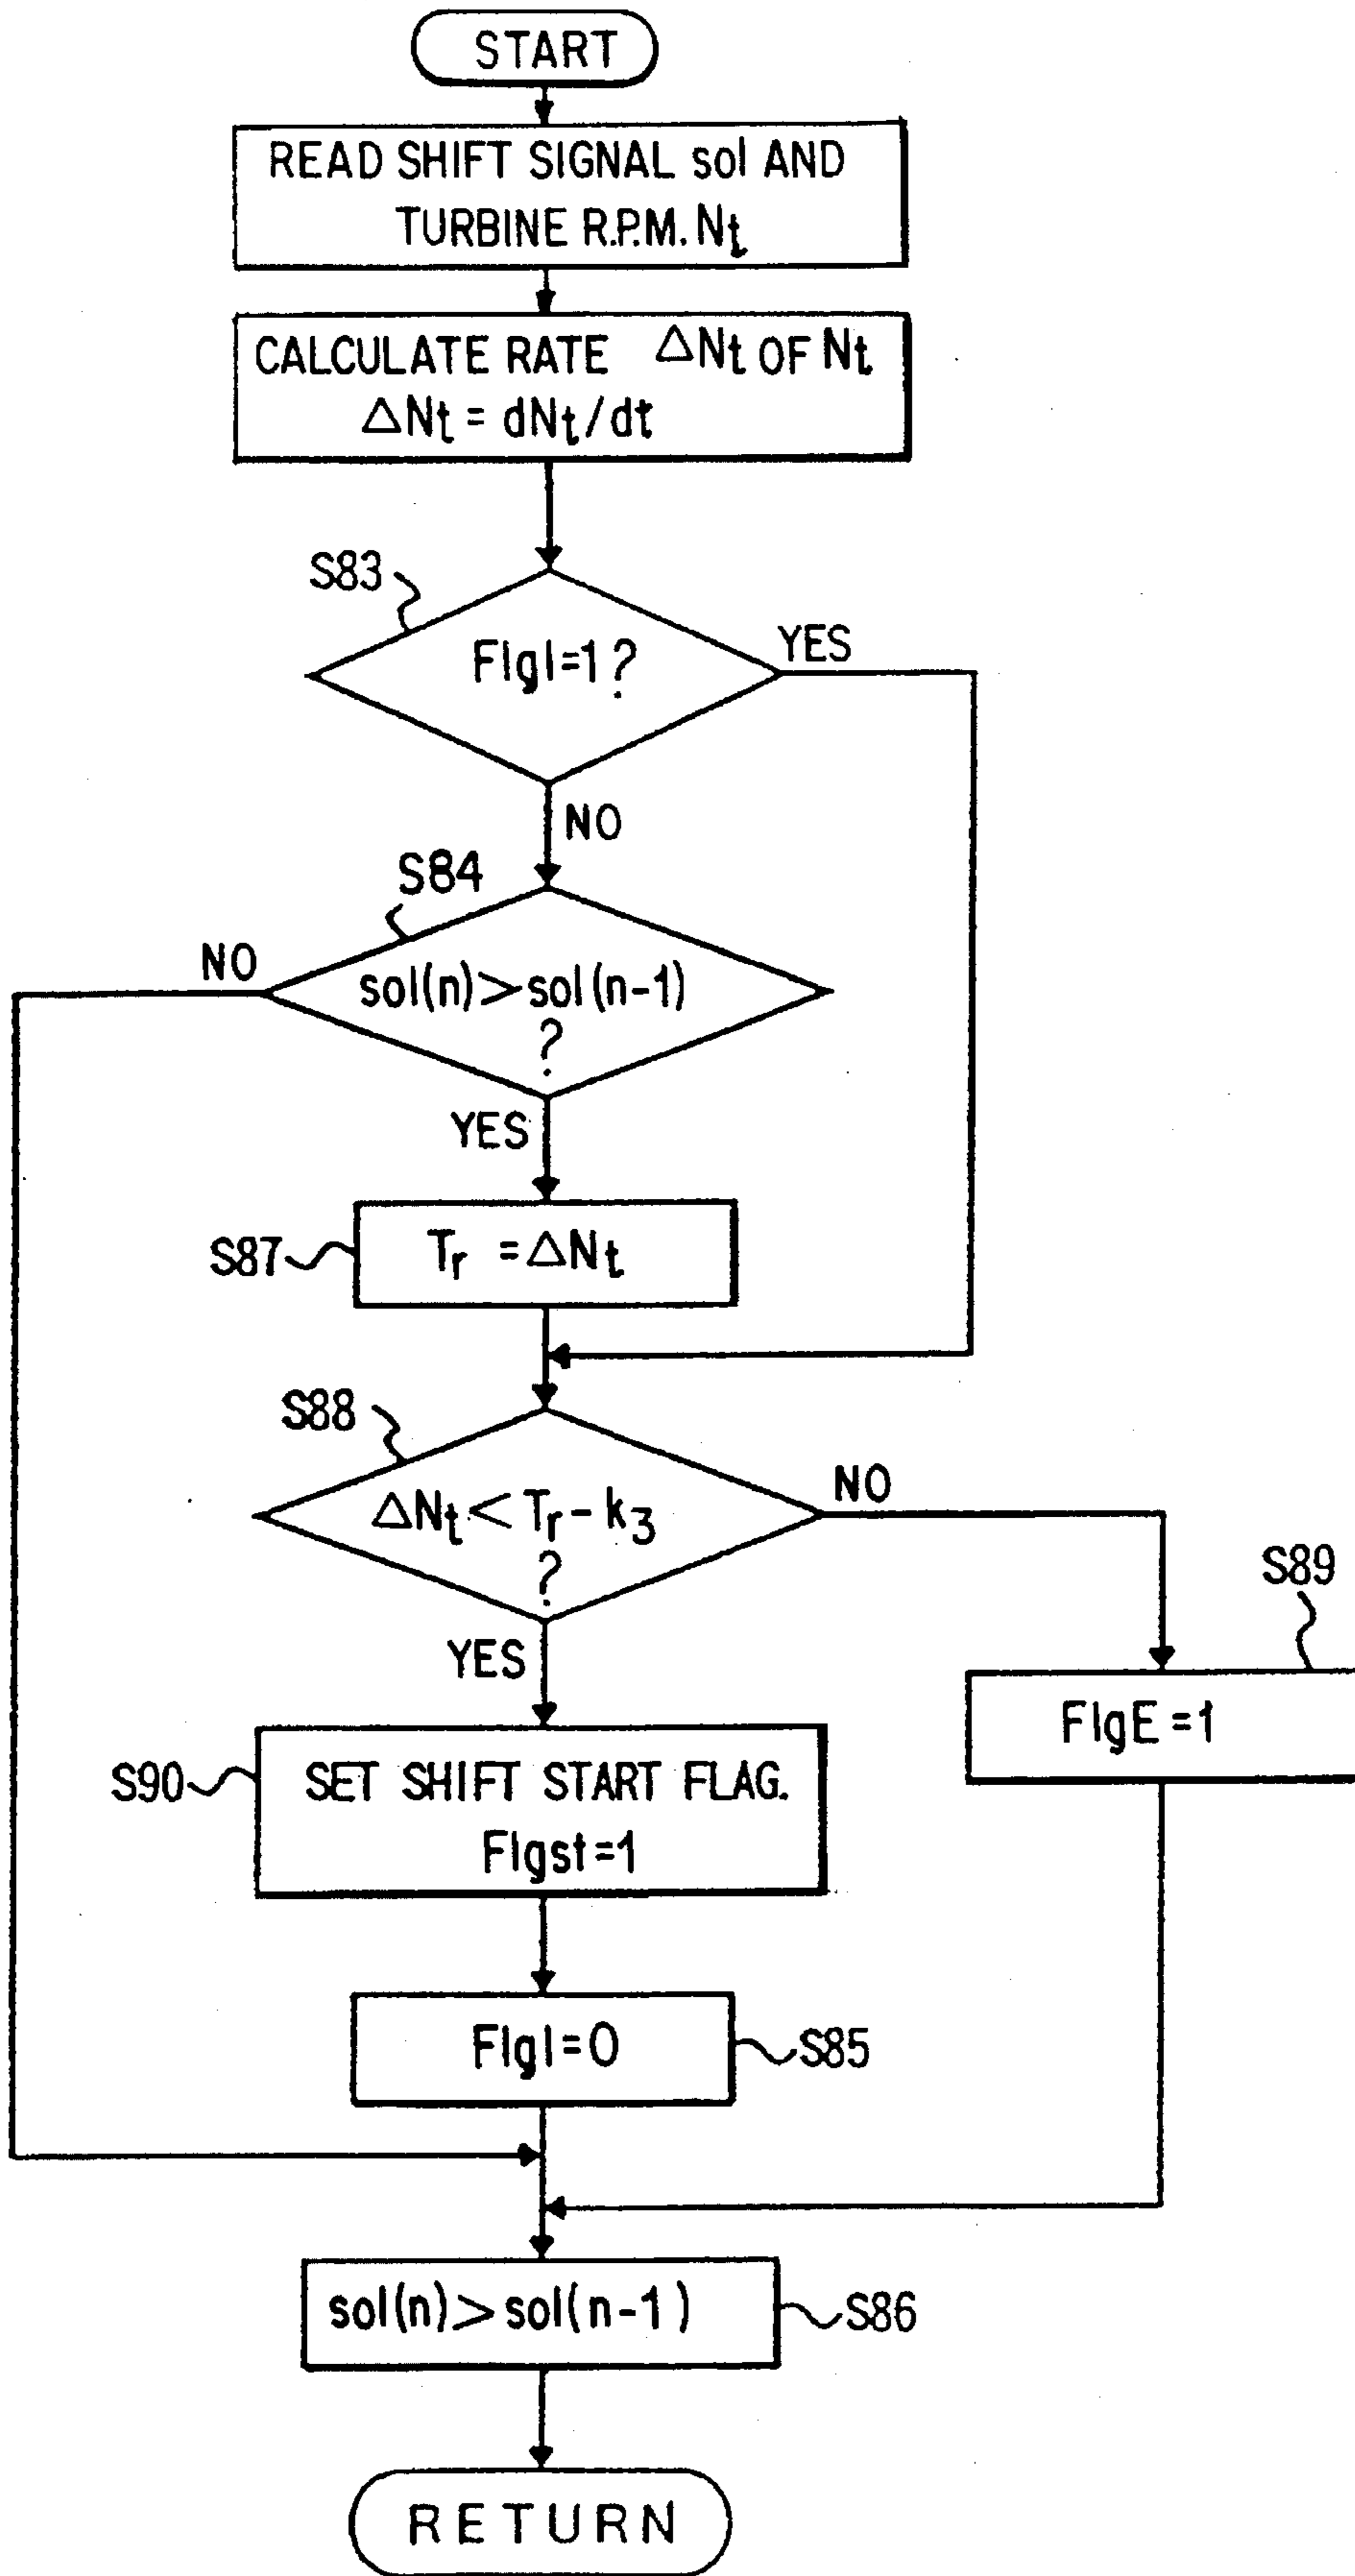 START
READ SHIFT SIGNAL sol AND
TURBINE R.P.M. Nt
CALCULATE RATE ΔNt OF Nt
ΔNt = dNt/dt
S83
FlgI=1?
YES
NO
S84
NO
sol(n) > sol(n-1)
?
YES
S87
Tr = ΔNt
S88
ΔNt < Tr - k3
?
NO
YES
S89
FlgE = 1
S90
SET SHIFT START FLAG.
Flgst=1
FlgI=0
S85
sol(n) > sol(n-1)
S86
RETURN